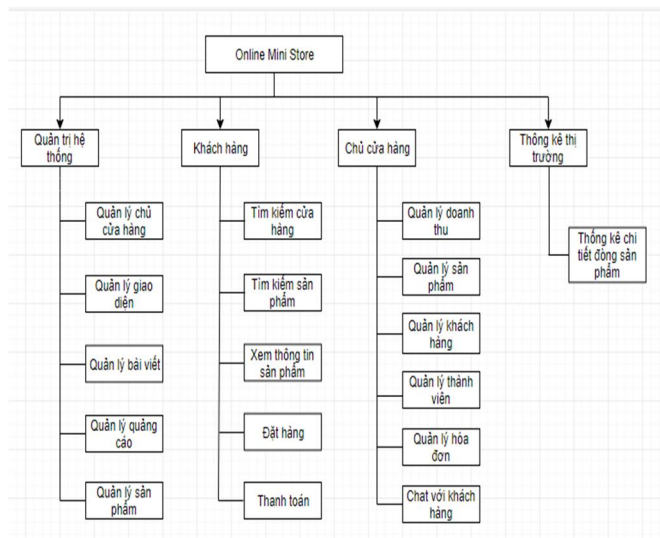 Online Mini Store
Quản trị hệ
thống
Khách hàng
Chủ cửa hàng
Thông kê thị
trường
Quản lý chủ
cửa hàng
Quản lý giao
diện
Quản lý bài viết
Quản lý quảng
cáo
Quản lý sản
phẩm
Tìm kiếm cửa
hàng
Tìm kiếm sản
phẩm
Xem thông tin
sản phẩm
Đặt hàng
Thanh toán
Quản lý doanh
thu
Quản lý sản
phẩm
Quản lý khách
hàng
Quản lý thành
viên
Quản lý hóa
đơn
Chat với khách
hàng
Thống kê chi
tiết đòng sản
phẩm